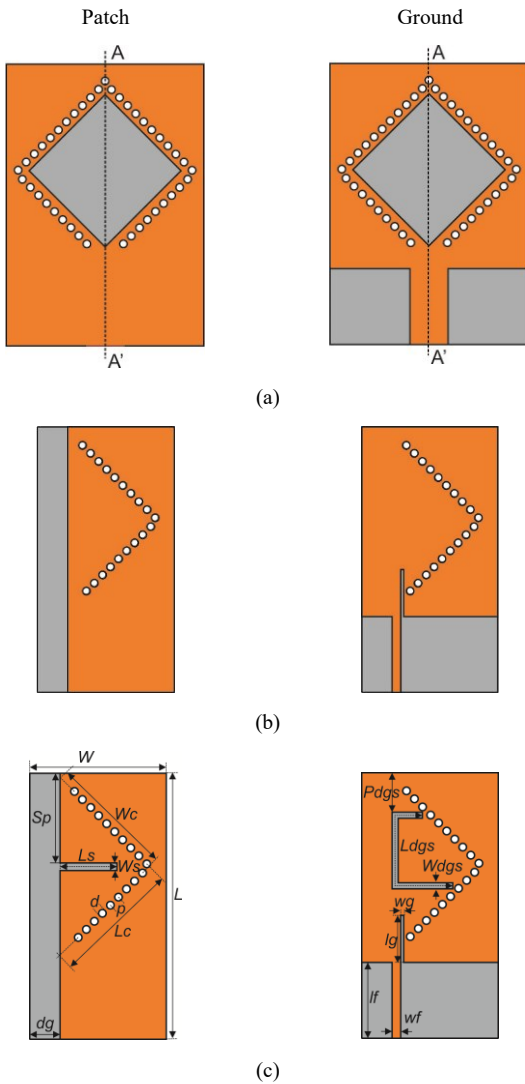 Patch Ground
A A
A' A'
(a)
(b)
W
Sp Wc Pdgs
Ls Ws Ldgs
L Wdgs
d p wg
Lc lg
dg lf wf
(c)